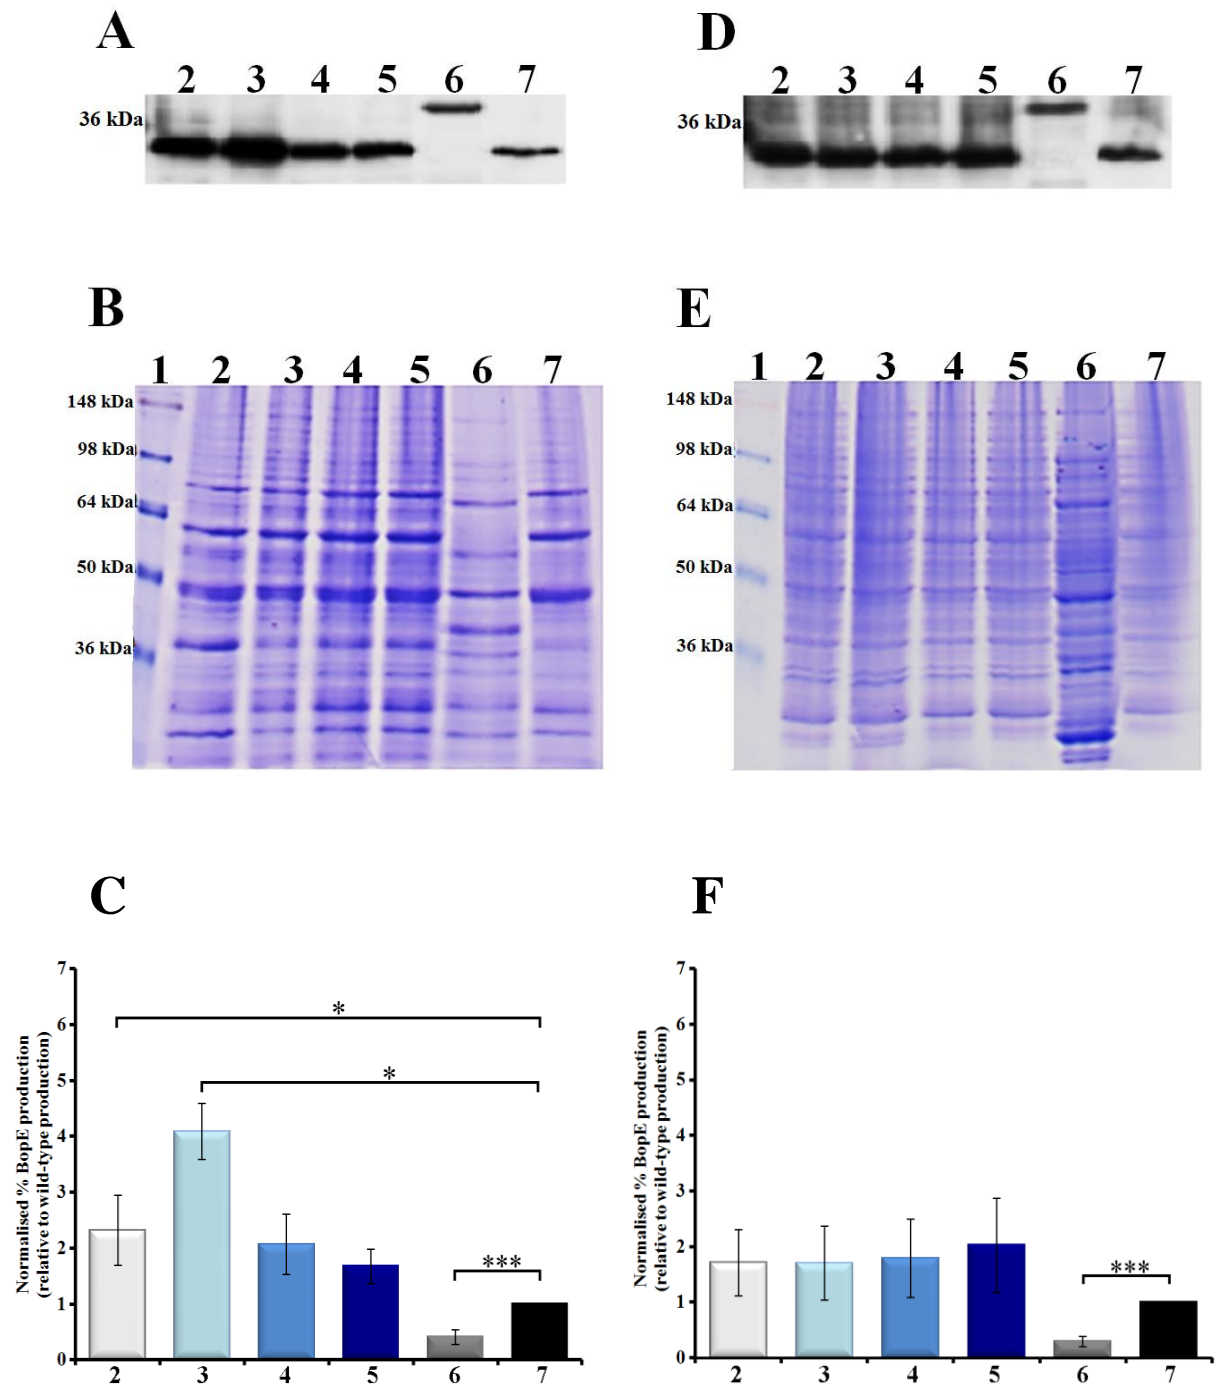 A
2 3 4 5 6 7
36 kDa
D
2 3 4 5 6 7
36 kDa
B
1 2 3 4 5 6 7
148 kDa
98 kDa
64 kDa
50 kDa
36 kDa
E
1 2 3 4 5 6 7
148 kDa
98 kDa
64 kDa
50 kDa
36 kDa
C
Normalised % BopE production
(relative to wild-type production)
7
6
5
4
3
2
1
0
*
*
***
2 3 4 5 6 7
F
Normalised % BopE production
(relative to wild-type production)
7
6
5
4
3
2
1
0
***
2 3 4 5 6 7